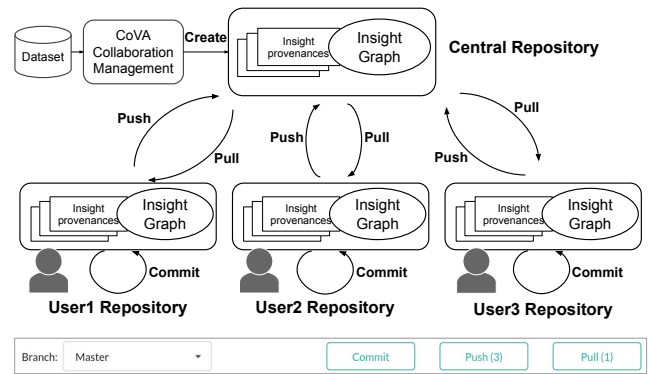 Dataset
CoVA
Collaboration
Management
Create
Insight
provenances
Insight
Graph
Central Repository
Push
Pull
Push
Pull
Pull
Push
Insight
provenances
Insight
Graph
Insight
provenances
Insight
Graph
Insight
provenances
Insight
Graph
Commit
Commit
Commit
User1 Repository
User2 Repository
User3 Repository
Branch: Master Commit Push (3) Pull (1)